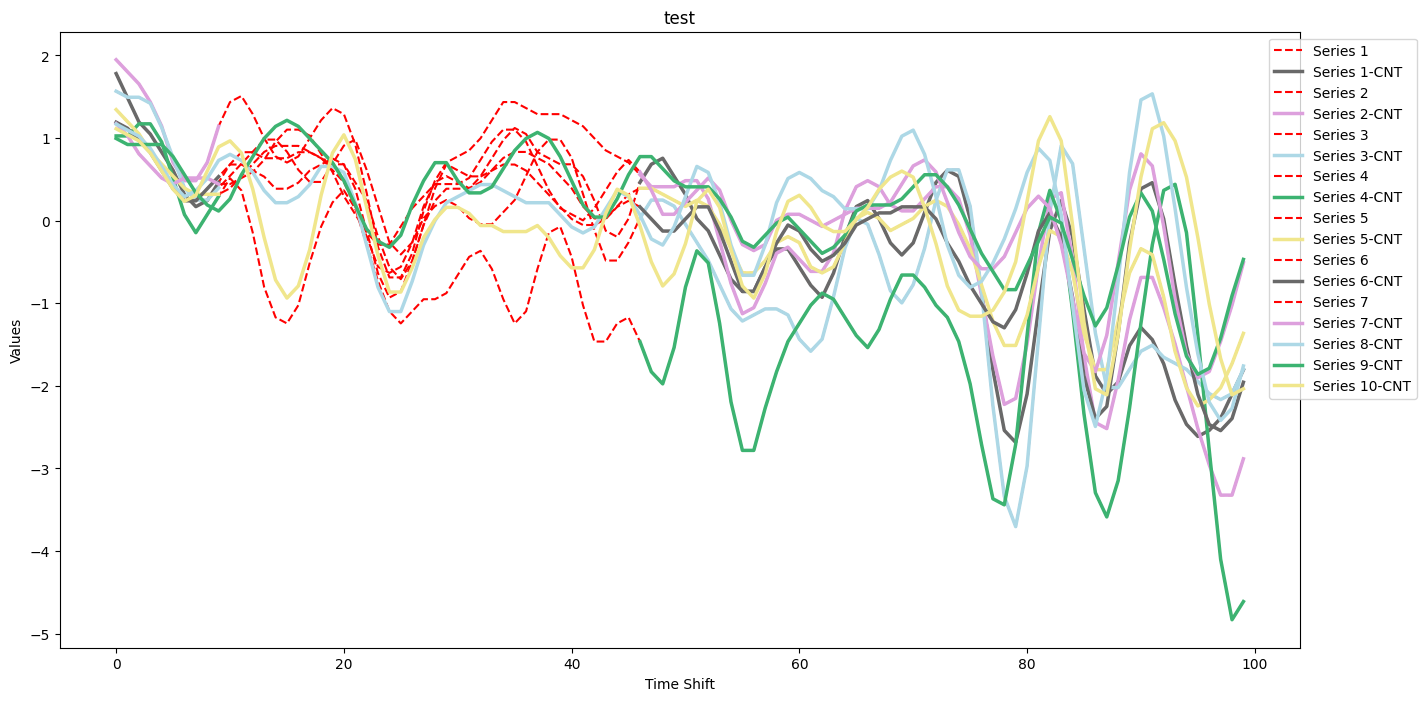 test
2
1
0
−1
−2
−3
−4
−5
Values
0
20
40
60
80
100
Time Shift
Series 1
Series 1-CNT
Series 2
Series 2-CNT
Series 3
Series 3-CNT
Series 4
Series 4-CNT
Series 5
Series 5-CNT
Series 6
Series 6-CNT
Series 7
Series 7-CNT
Series 8-CNT
Series 9-CNT
Series 10-CNT